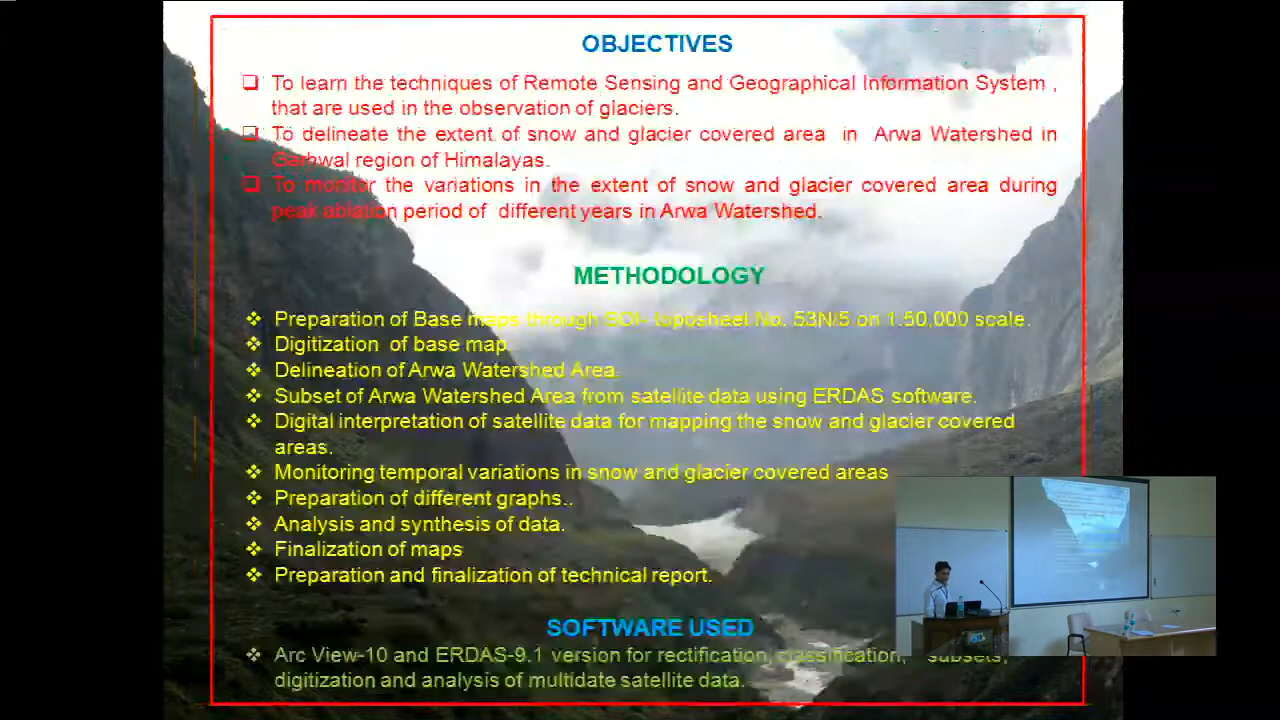 OBJECTIVES
❑ To learn the techniques of Remote Sensing and Geographical Information System ,
that are used in the observation of glaciers.
❑ To delineate the extent of snow and glacier covered area in Arwa Watershed in
Garhwal region of Himalayas.
❑ To monitor the variations in the extent of snow and glacier covered area during
peak ablation period of different years in Arwa Watershed.
METHODOLOGY
❖ Preparation of Base maps through SOI- toposheet No. 53N/5 on 1:50,000 scale.
❖ Digitization of base map.
❖ Delineation of Arwa Watershed Area.
❖ Subset of Arwa Watershed Area from satellite data using ERDAS software.
❖ Digital interpretation of satellite data for mapping the snow and glacier covered
areas.
❖ Monitoring temporal variations in snow and glacier covered areas
❖ Preparation of different graphs..
❖ Analysis and synthesis of data.
❖ Finalization of maps
❖ Preparation and finalization of technical report.
SOFTWARE USED
❖ Arc View-10 and ERDAS-9.1 version for rectification, classification, subsets,
digitization and analysis of multidate satellite data.